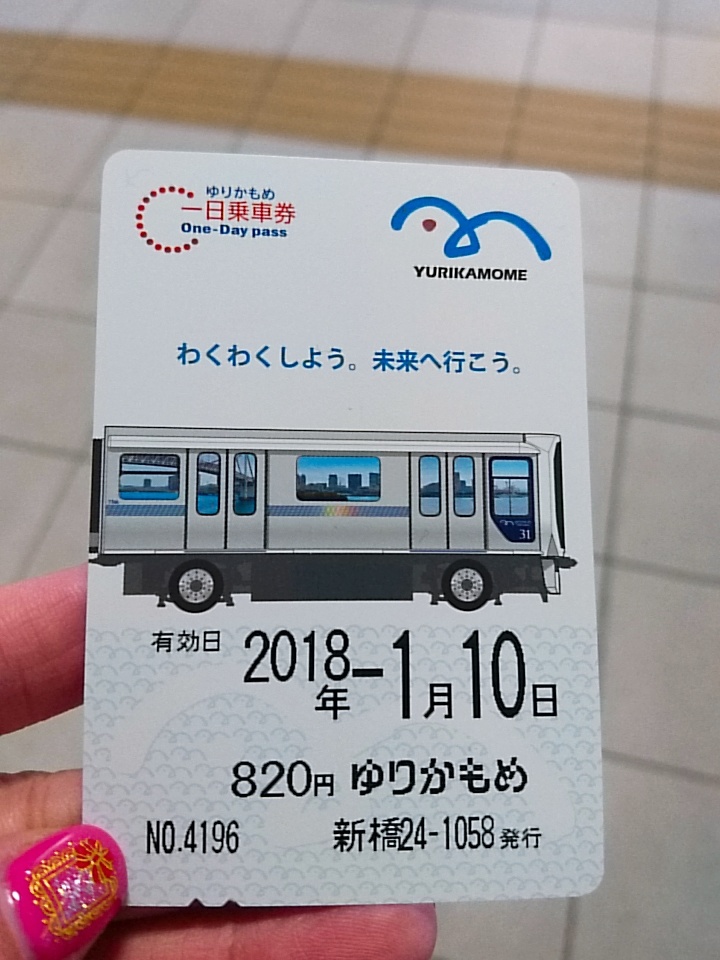 ゆりかもめ
一日乗車券
One-Day pass
YURIKAMOME
わくわくしよう。未来へ行こう。
31
有効日 2018年-1月10日
820円 ゆりかもめ
NO.4196 新橋24-1058発行